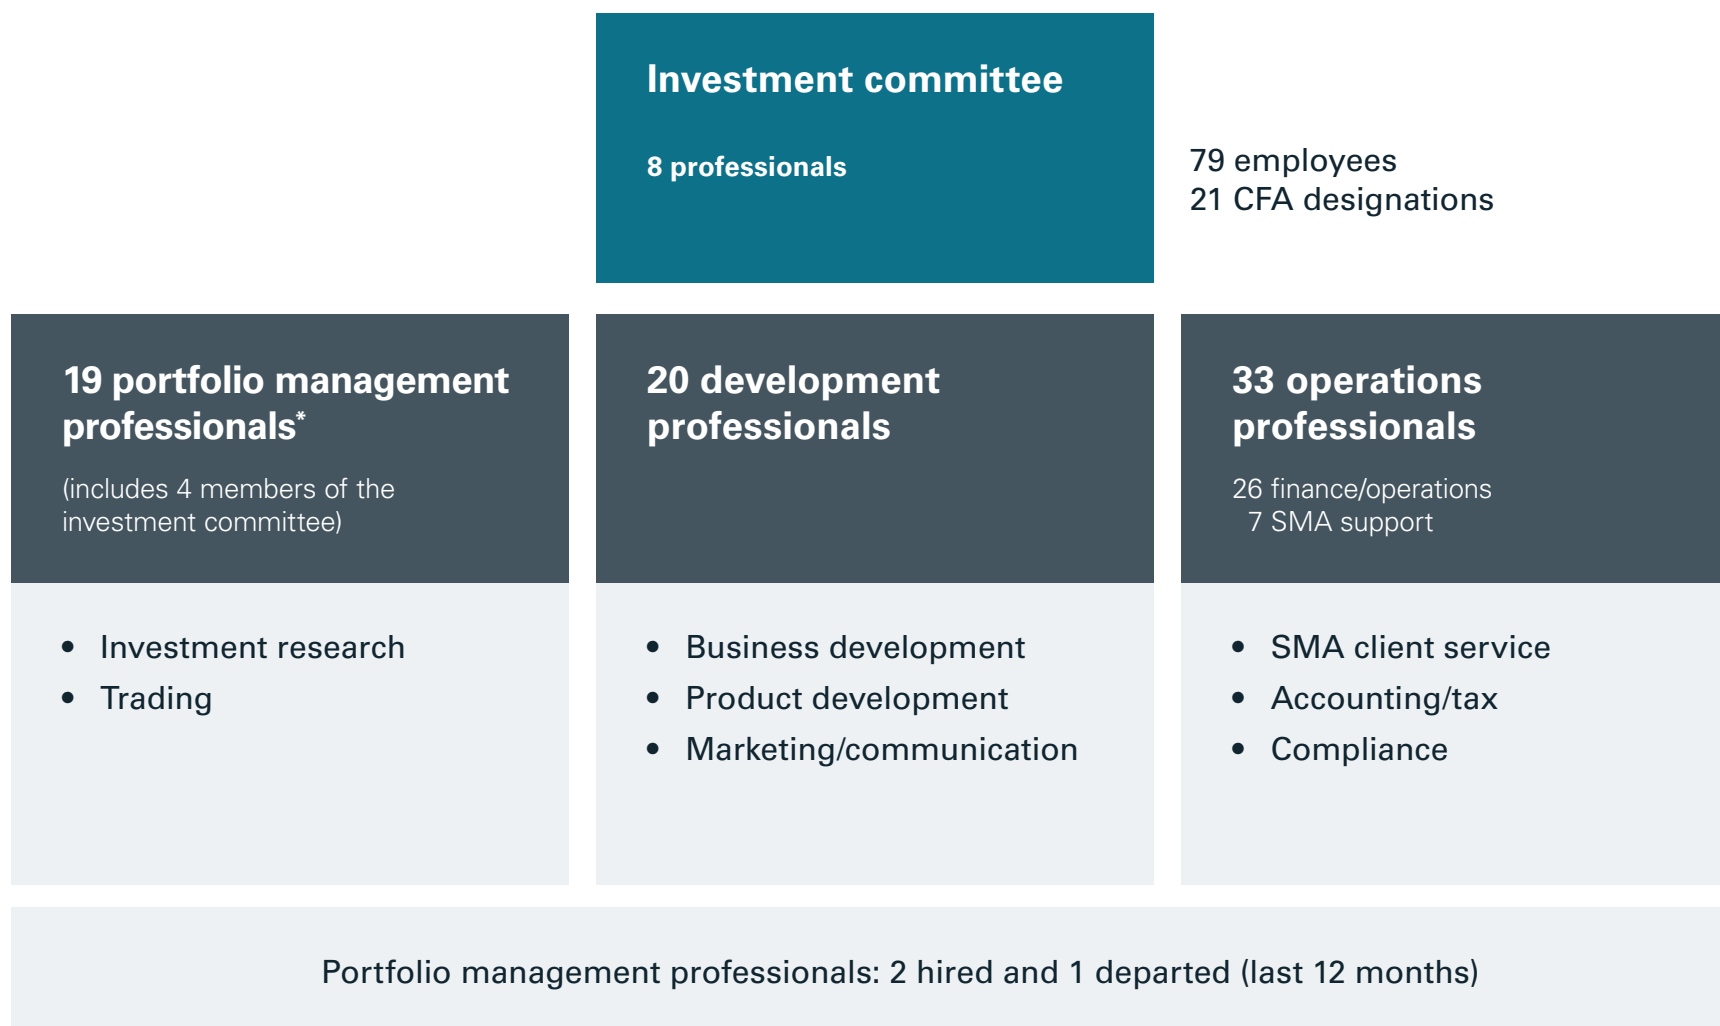 Investment committee
8 professionals
79 employees
21 CFA designations
19 portfolio management
professionals*
(includes 4 members of the
investment committee)
• Investment research
• Trading
20 development
professionals
• Business development
• Product development
• Marketing/communication
33 operations
professionals
26 finance/operations
7 SMA support
• SMA client service
• Accounting/tax
• Compliance
Portfolio management professionals: 2 hired and 1 departed (last 12 months)